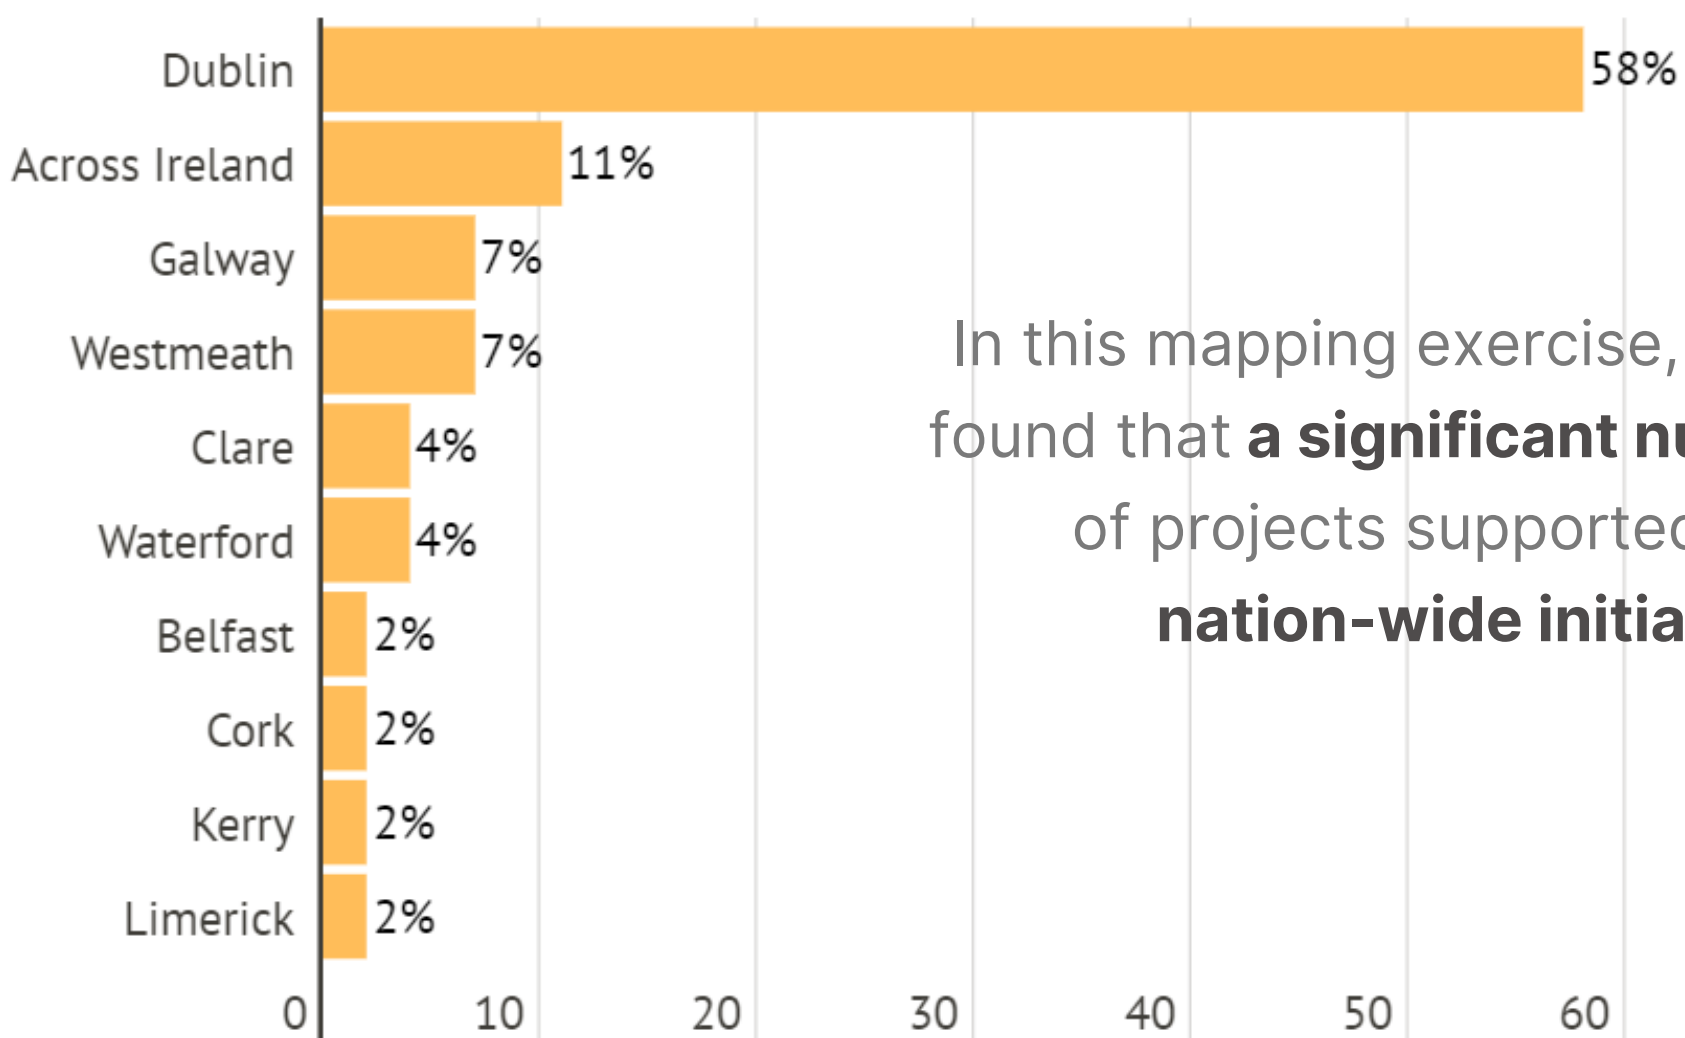 Dublin 58%
Across Ireland 11%
Galway 7%
Westmeath 7%
Clare 4%
Waterford 4%
Belfast 2%
Cork 2%
Kerry 2%
Limerick 2%
0 10 20 30 40 50 60
In this mapping exercise,
found that a significant
of projects
nation-wide